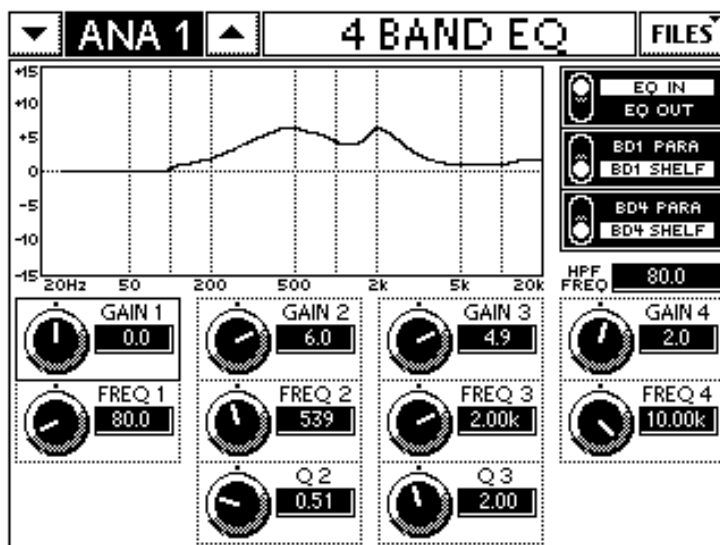 ANA 1 4 BAND EQ FILES
+15
+10
+5
0
-5
-10
-15
20Hz 50 200 500 2k 5k 20k
EQ IN
EQ OUT
BD1 PARA
BD1 SHELF
BD4 PARA
BD4 SHELF
HPF FREQ 80.0
GAIN 1 GAIN 2 GAIN 3 GAIN 4
0.0 6.0 4.9 2.0
FREQ 1 FREQ 2 FREQ 3 FREQ 4
80.0 539 2.00k 10.00k
Q 2 Q 3
0.51 2.00